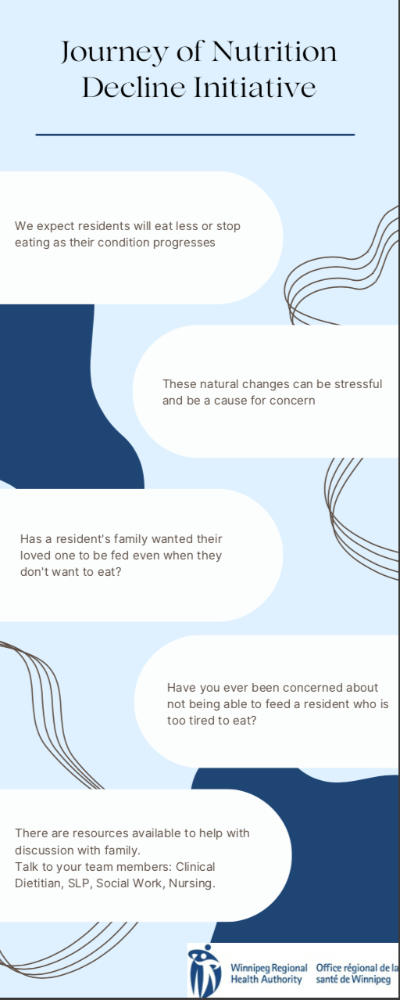 Journey of Nutrition
Decline Initiative
We expect residents will eat less or stop
eating as their condition progresses
These natural changes can be stressful
and be a cause for concern
Has a resident's family wanted their
loved one to be fed even when they
don't want to eat?
Have you ever been concerned about
not being able to feed a resident who is
too tired to eat?
There are resources available to help with
discussion with family.
Talk to your team members: Clinical
Dietitian, SLP, Social Work, Nursing.
Winnipeg Regional
Health Authority
Office régional de la
santé de Winnipeg